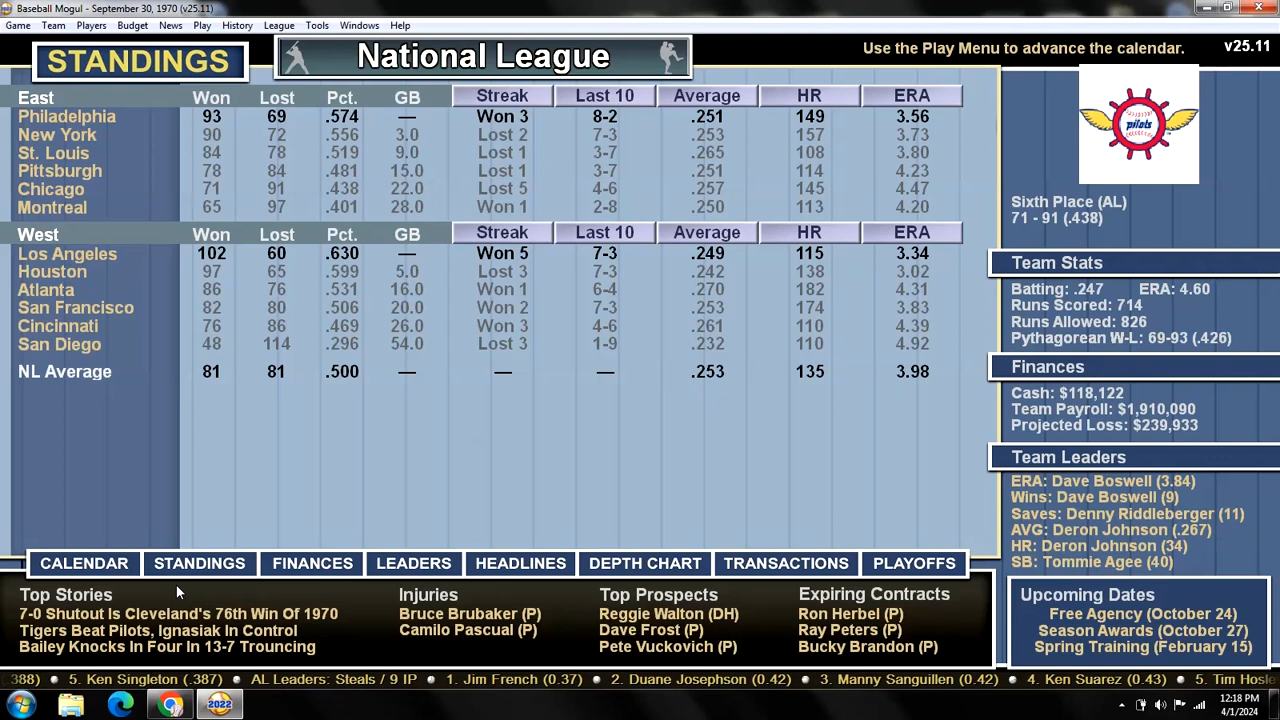 Baseball Mogul - September 30, 1970 (v25.11)
Game Team Players Budget News Play History League Tools Windows Help
STANDINGS
National League
Use the Play Menu to advance the calendar.
v25.11
East Won Lost Pct. GB Streak Last 10 Average HR ERA
Philadelphia 93 69 .574 — Won 3 8-2 .251 149 3.56
New York 90 72 .556 3.0 Lost 2 7-3 .253 157 3.73
St. Louis 84 78 .519 9.0 Lost 1 3-7 .265 108 3.80
Pittsburgh 78 84 .481 15.0 Lost 1 3-7 .231 114 4.23
Chicago 71 91 .438 22.0 Lost 5 4-6 .257 145 4.47
Montreal 65 97 .401 28.0 Won 1 2-8 .250 113 4.20
West Won Lost Pct. GB Streak Last 10 Average HR ERA
Los Angeles 102 60 .630 — Won 5 7-3 .249 115 3.34
Houston 97 65 .599 5.0 Lost 3 7-3 .242 138 3.02
Atlanta 86 76 .531 16.0 Won 1 6-4 .270 182 4.31
San Francisco 82 80 .506 20.0 Won 2 7-3 .253 174 3.83
Cincinnati 76 86 .469 26.0 Won 3 4-6 .261 110 4.39
San Diego 48 114 .296 54.0 Lost 3 1-9 .232 110 4.92
NL Average 81 81 .500 — — — .253 135 3.98
pilots
Sixth Place (AL)
71 - 91 (.438)
Team Stats
Batting: .247 ERA: 4.60
Runs Scored: 714
Runs Allowed: 826
Pythagorean W-L: 69-93 (.426)
Finances
Cash: $118,122
Team Payroll: $1,910,090
Projected Loss: $239,933
Team Leaders
ERA: Dave Boswell (3.84)
Wins: Dave Boswell (9)
Saves: Denny Riddleberger (11)
AVG: Deron Johnson (.267)
HR: Deron Johnson (34)
SB: Tommie Agee (40)
CALENDAR STANDINGS FINANCES LEADERS HEADLINES DEPTH CHART TRANSACTIONS PLAYOFFS
Top Stories
7-0 Shutout Is Cleveland's 76th Win Of 1970
Tigers Beat Pilots, Ignasiak In Control
Bailey Knocks In Four In 13-7 Trouncing
Injuries
Bruce Brubaker (P)
Camilo Pascual (P)
Top Prospects
Reggie Walton (DH)
Dave Frost (P)
Pete Vuckovich (P)
Expiring Contracts
Ron Herbel (P)
Ray Peters (P)
Bucky Brandon (P)
Upcoming Dates
Free Agency (October 24)
Season Awards (October 27)
Spring Training (February 15)
388) • 5. Ken Singleton (.387) • AL Leaders: Steals / 9 IP • 1. Jim French (0.37) • 2. Duane Josephson (0.42) • 3. Manny Sanguillen (0.42) • 4. Ken Suarez (0.43) • 5. Tim Hosle
2022
12:18 PM
4/1/2024